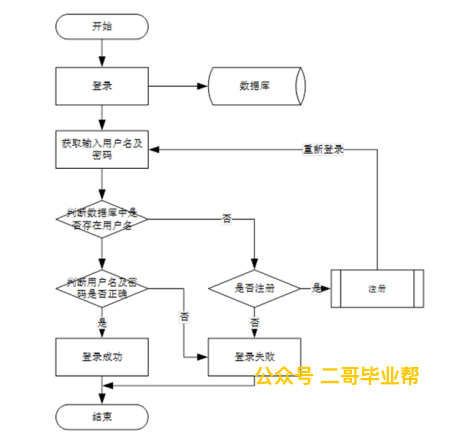 开始
登录
数据库
获取输入用户名及
密码
重新登录
判断数据库中是
否存在用户名
否
判断用户名及密
码是否正确
是否注册
是
注册
是
否
否
登录成功
登录失败
公众号 二哥毕业帮
结束